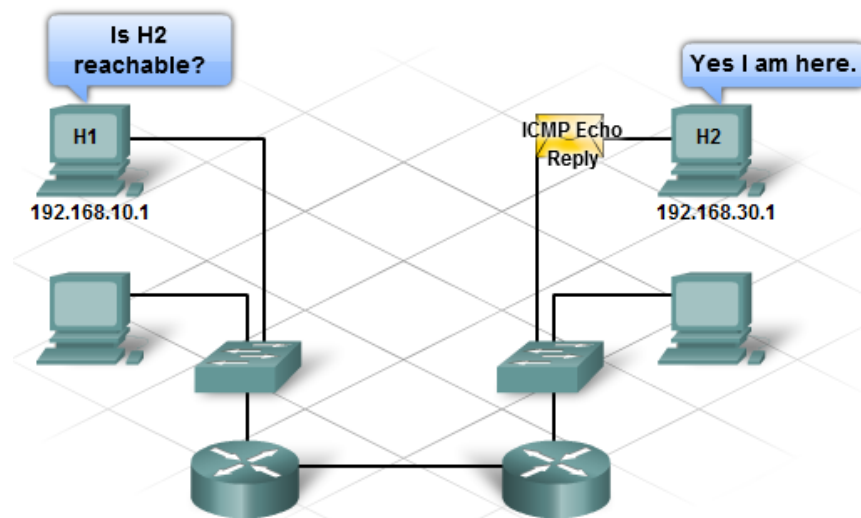 Is H2
reachable?
Yes I am here.
H1
ICMP Echo
Reply
H2
192.168.10.1
192.168.30.1